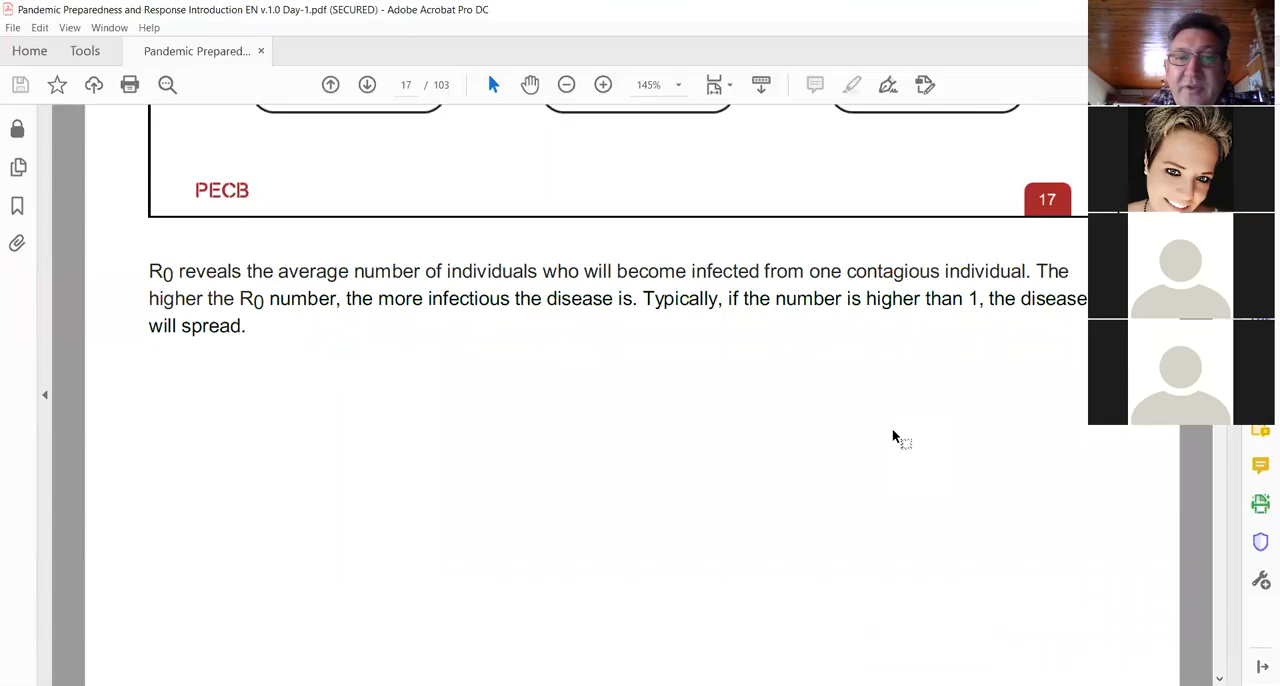 Pandemic Preparedness and Response Introduction EN v.1.0 Day-1.pdf (SECURED) - Adobe Acrobat Pro DC
File Edit View Window Help
Home Tools Pandemic Prepared... ×
17 / 103 145%
PECB
17
R0 reveals the average number of individuals who will become infected from one contagious individual. The
higher the R0 number, the more infectious the disease is. Typically, if the number is higher than 1, the disease
will spread.